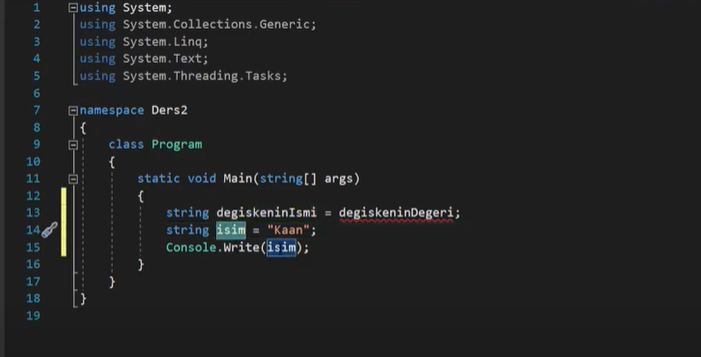 1 using System;
2 using System.Collections.Generic;
3 using System.Linq;
4 using System.Text;
5 using System.Threading.Tasks;
6
7 namespace Ders2
8 {
9 class Program
10 {
11 static void Main(string[] args)
12 {
13 string degiskeninIsmi = degiskeninDegeri;
14 string isim = "Kaan";
15 Console.Write(isim);
16 }
17 }
18 }
19